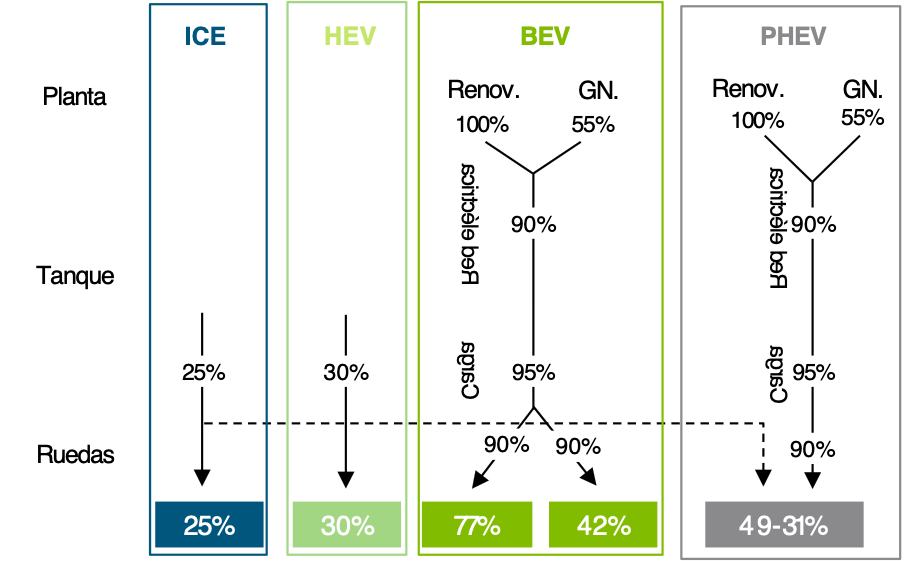 ICE
HEV
BEV
PHEV
Planta
Renov.
GN.
100%
55%
Renov.
GN.
100%
55%
Red eléctrica
90%
Red eléctrica
90%
Tanque
25%
30%
Carga
95%
Carga
95%
Ruedas
90%
90%
90%
25%
30%
77%
42%
49-31%